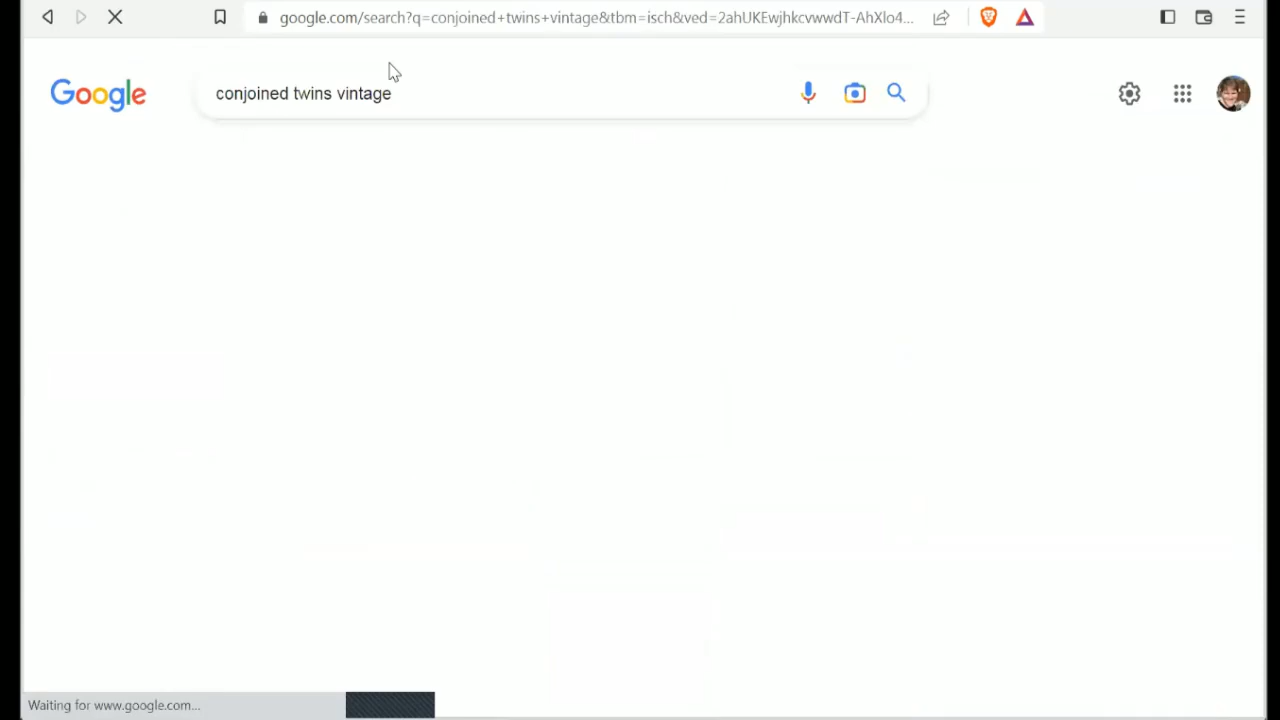 google.com/search?q=conjoined+twins+vintage&tbm=isch&ved=2ahUKEwjhkcvwwdT-AhXlo4...
Google
conjoined twins vintage
Waiting for www.google.com...